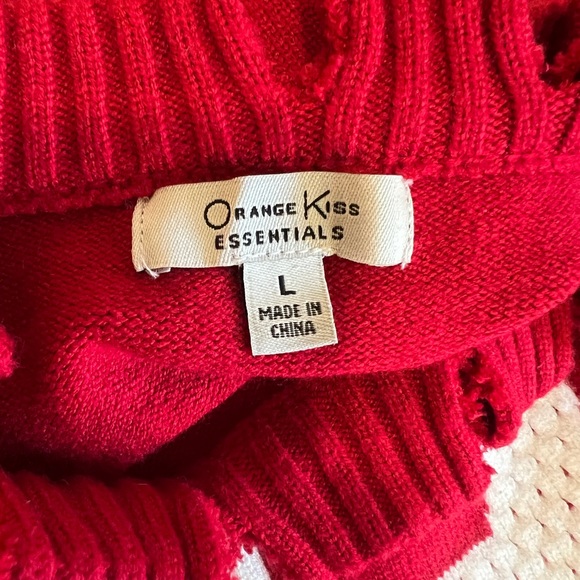 ORANGE KISS
ESSENTIALS
L
MADE IN
CHINA